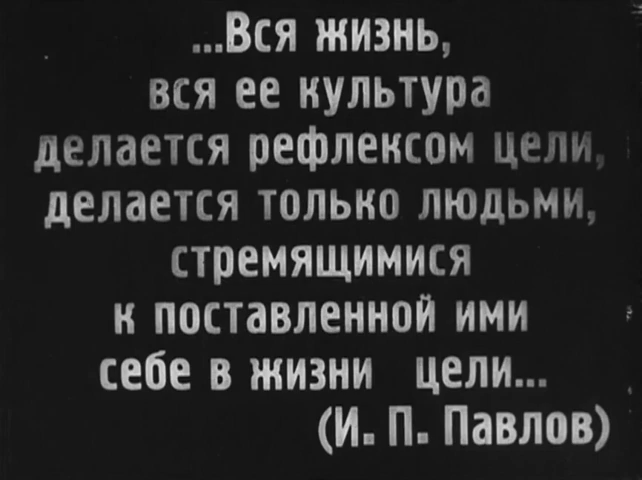 ...Вся жизнь,
вся ее культура
делается рефлексом цели,
делается только людьми,
стремящимися
к поставленной ими
себе в жизни цели...
(И. П. Павлов)